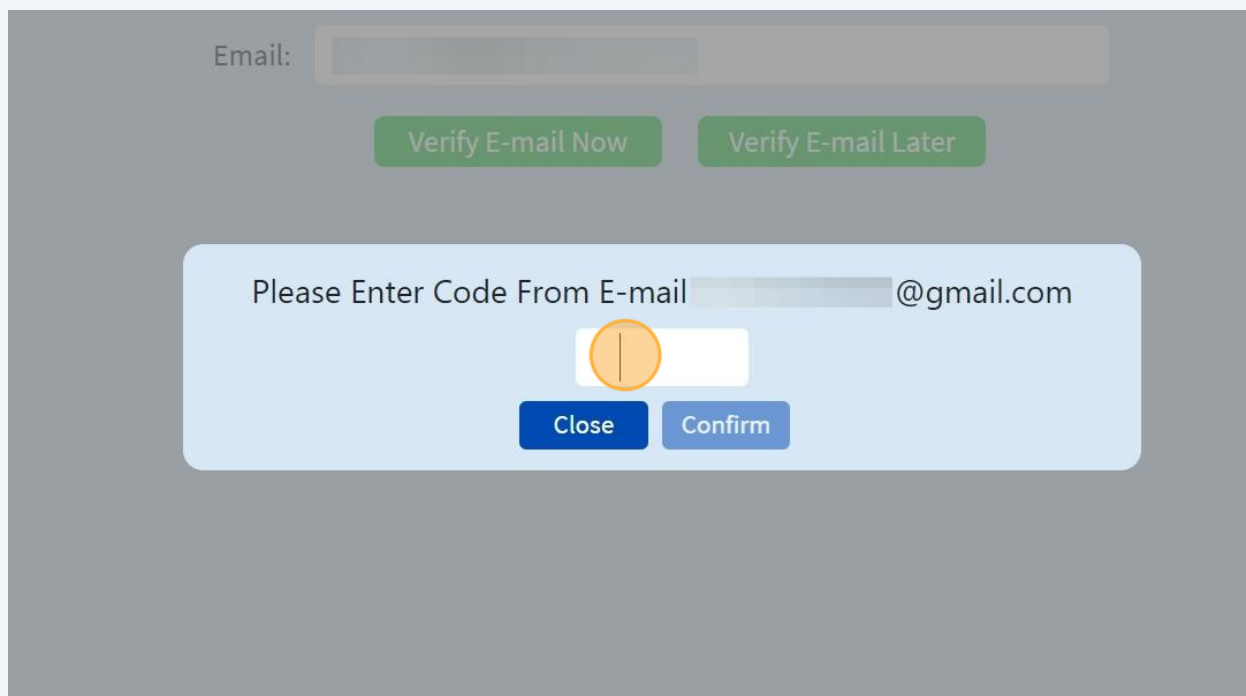 Email:
Verify E-mail Now Verify E-mail Later
Please Enter Code From E-mail @gmail.com
Close Confirm